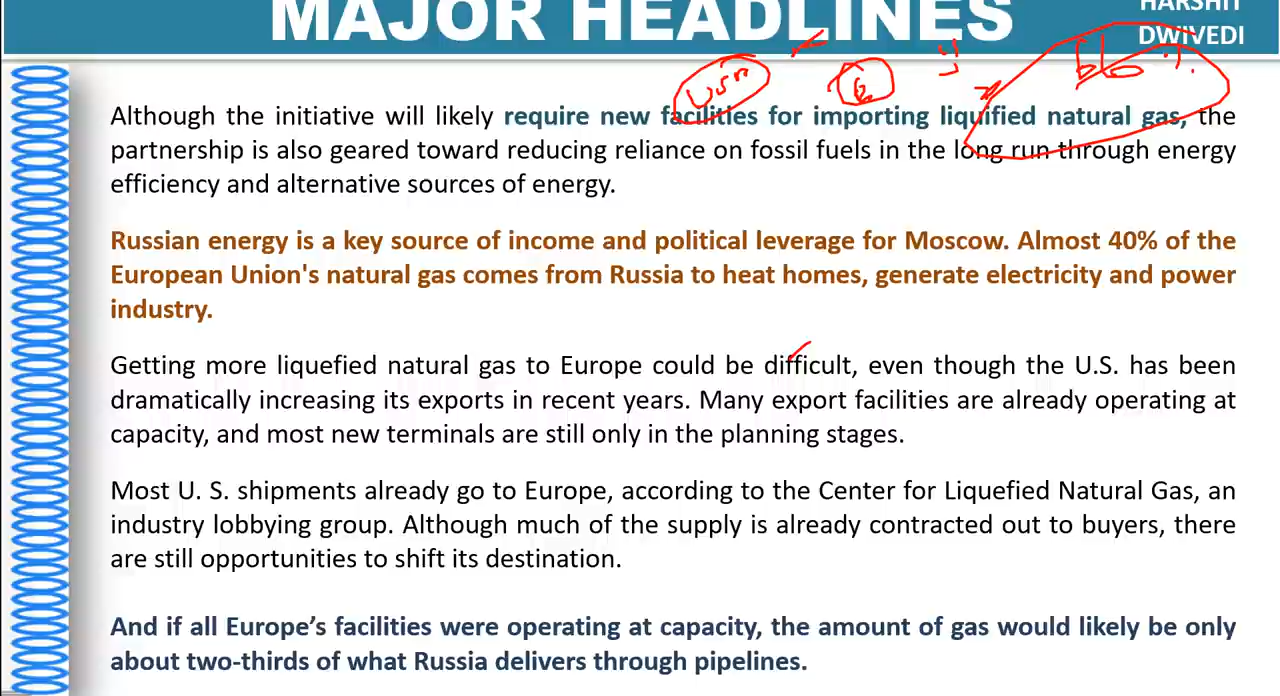 MAJOR HEADLINES
HARSHIT
DWIVEDI
Although the initiative will likely require new facilities for importing liquified natural gas, the
partnership is also geared toward reducing reliance on fossil fuels in the long run through energy
efficiency and alternative sources of energy.
Russian energy is a key source of income and political leverage for Moscow. Almost 40% of the
European Union's natural gas comes from Russia to heat homes, generate electricity and power
industry.
Getting more liquefied natural gas to Europe could be difficult, even though the U.S. has been
dramatically increasing its exports in recent years. Many export facilities are already operating at
capacity, and most new terminals are still only in the planning stages.
Most U. S. shipments already go to Europe, according to the Center for Liquefied Natural Gas, an
industry lobbying group. Although much of the supply is already contracted out to buyers, there
are still opportunities to shift its destination.
And if all Europe’s facilities were operating at capacity, the amount of gas would likely be only
about two-thirds of what Russia delivers through pipelines.